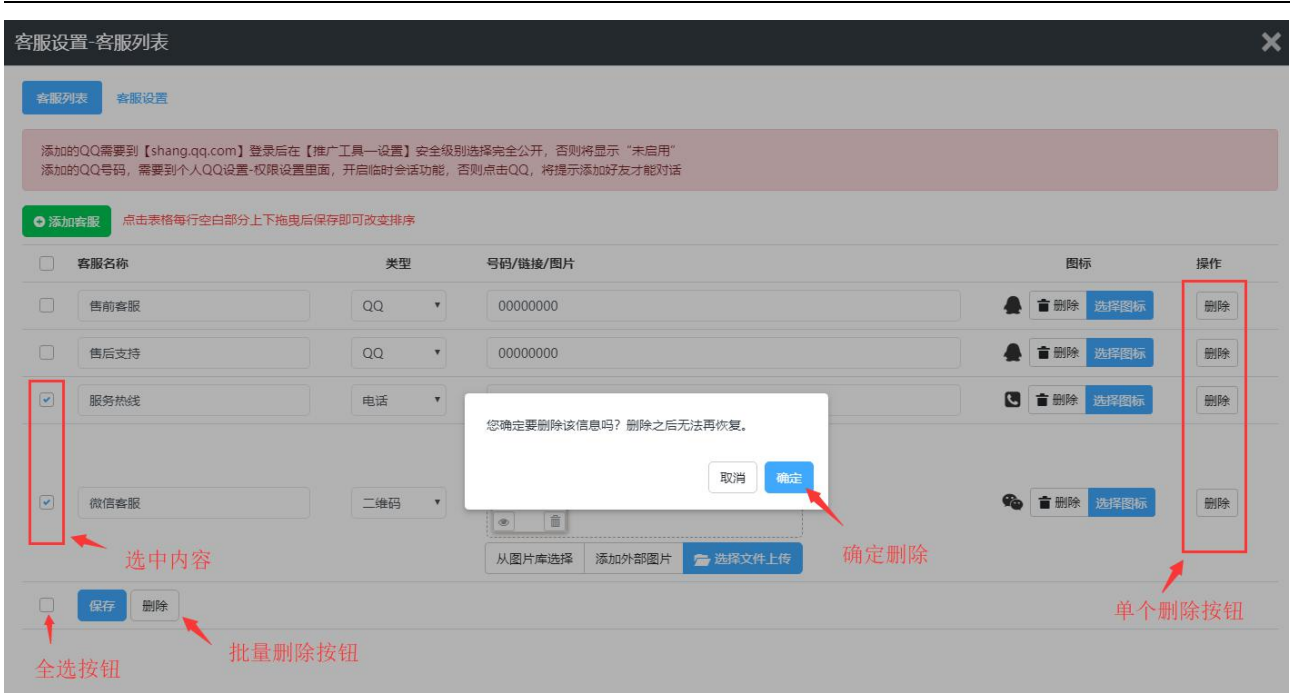 客服设置-客服列表
客服列表 客服设置
添加的QQ需要到【shang.qq.com】登录后在【推广工具—设置】安全级别选择完全公开，否则将显示“未启用”
添加的QQ号码，需要到个人QQ设置-权限设置里面，开启临时会话功能，否则点击QQ，将提示添加好友才能对话
添加客服 点击表格每行空白部分上下拖曳后保存即可改变排序
客服名称 类型 号码/链接/图片 图标 操作
售前客服 QQ 00000000 删除 选择图标 删除
售后支持 QQ 00000000 删除 选择图标 删除
服务热线 电话 删除 选择图标 删除
您确定要删除该信息吗？删除之后无法再恢复。
取消 确定
微信客服 二维码 删除 选择图标 删除
从图片库选择 添加外部图片 选择文件上传
选中内容
确定删除
保存 删除
单个删除按钮
批量删除按钮
全选按钮